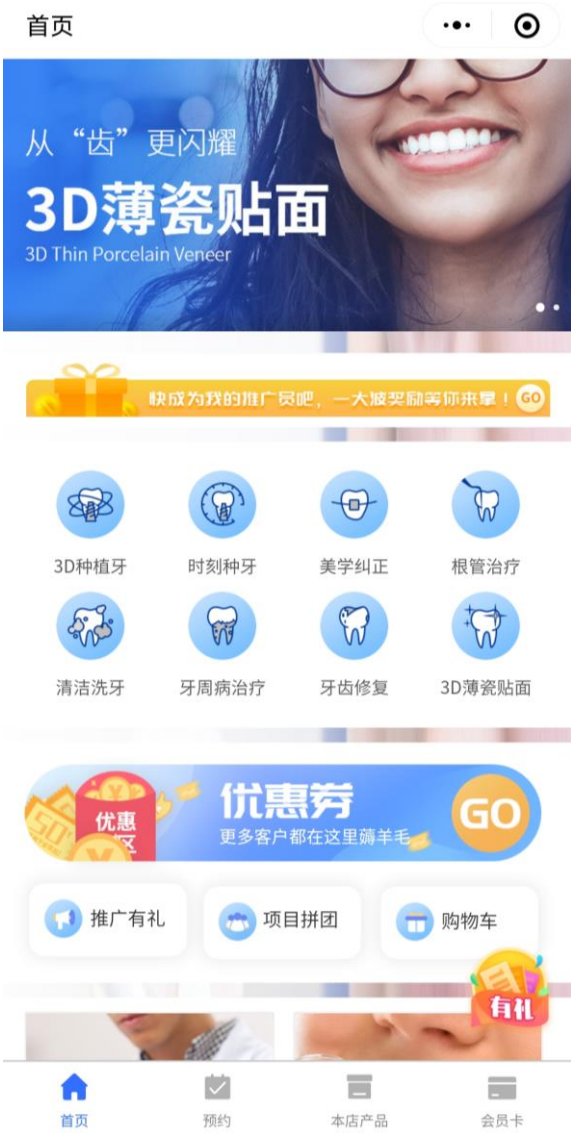 首页
从“齿”更闪耀
3D薄瓷贴面
3D Thin Porcelain Veneer
快成为我的推广员吧，一大波奖励等你来拿！GO
3D种植牙 时刻种牙 美学纠正 根管治疗
清洁洗牙 牙周病治疗 牙齿修复 3D薄瓷贴面
50
优惠
区
优惠券
更多客户都在这里薅羊毛
GO
推广有礼 项目拼团 购物车
有礼
首页 预约 本店产品 会员卡